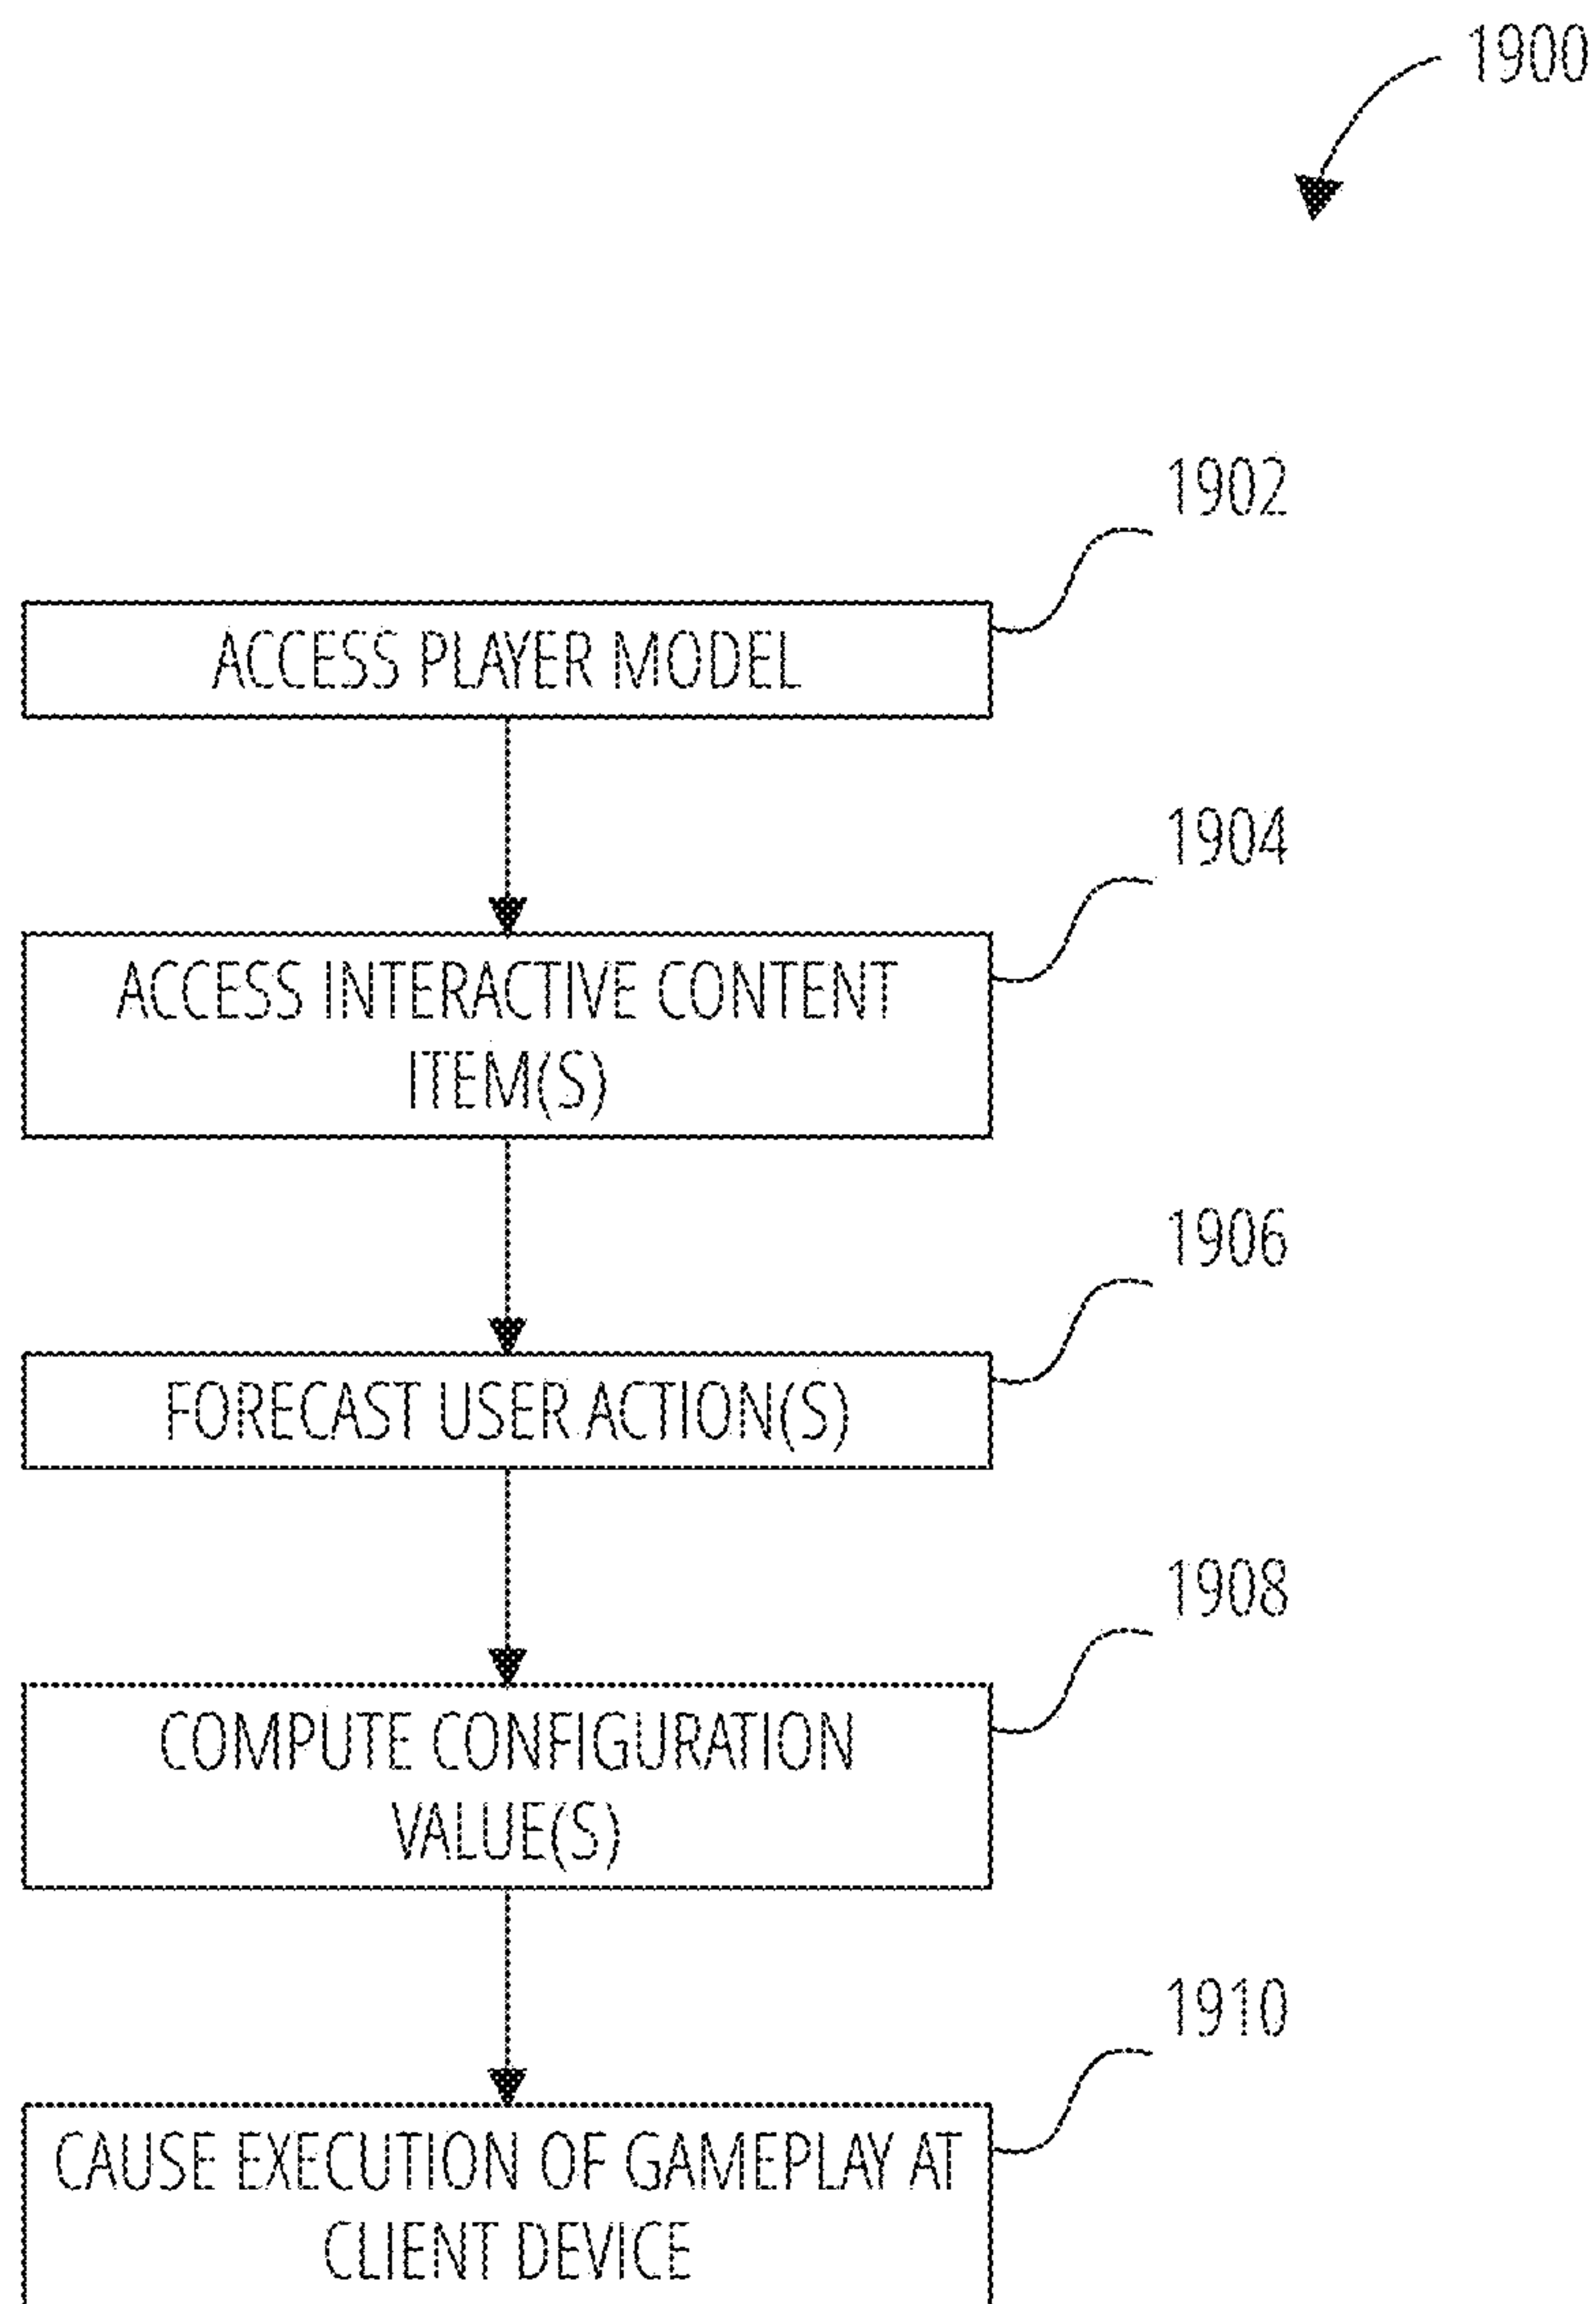 1900
1902
ACCESS PLAYER MODEL
1904
ACCESS INTERACTIVE CONTENT
ITEM(S)
1906
FORECAST USER ACTION(S)
1908
COMPUTE CONFIGURATION
VALUE(S)
1910
CAUSE EXECUTION OF GAMEPLAY AT
CLIENT DEVICE